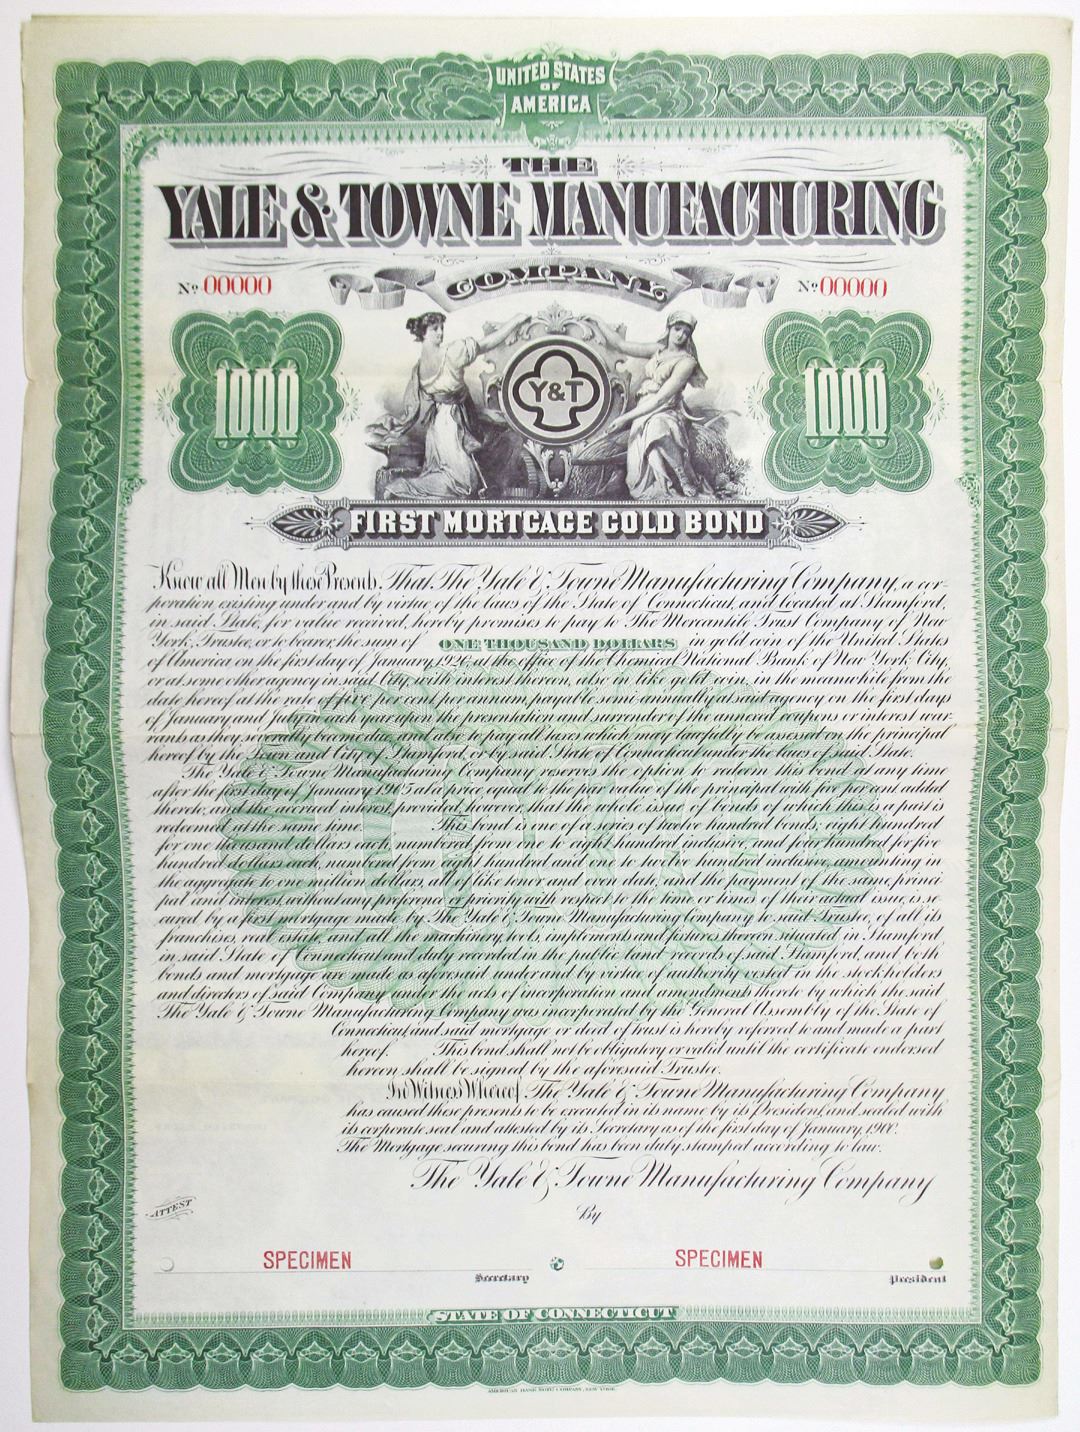 UNITED STATES
OF
AMERICA
THE
YALE & TOWNE MANUFACTURING
COMPANY
No 00000
No 00000
1000
Y&T
1000
FIRST MORTGAGE GOLD BOND
Know all Men by these Presents, That The Yale & Towne Manufacturing Company, a cor-
poration existing under and by virtue of the laws of the State of Connecticut, and located at Stamford,
in said State, for value received, hereby promises to pay to The Mercantile Trust Company of New
York, Trustee, or to bearer, the sum of ONE THOUSAND DOLLARS in gold coin of the United States
of America on the first day of January, 1920, at the office of the Chemical National Bank of New York City,
or at some other agency in said City, with interest thereon, also in like gold coin, in the meanwhile from the
date hereof at the rate of five per cent. per annum, payable semi-annually at said agency on the first days
of January and July in each year upon the presentation and surrender of the annexed coupons or interest war-
rants as they severally become due, and also to pay all taxes which may lawfully be assessed on the principal
hereof by the Town and City of Stamford, or by said State of Connecticut under the laws of said State.
The Yale & Towne Manufacturing Company reserves the option to redeem this bond at any time
after the first day of January 1905 at a price equal to the par value of the principal with five per cent added
thereto, and the accrued interest, provided, however, that the whole issue of bonds of which this is a part is
redeemed at the same time. This bond is one of a series of twelve hundred bonds; eight hundred
for one thousand dollars each, numbered from one to eight hundred inclusive, and four hundred for five
hundred dollars each, numbered from eight hundred and one to twelve hundred inclusive, amounting in
the aggregate to one million dollars, all of like tenor and even date, and the payment of the same, princi-
pal and interest, without any preference of priority with respect to the time or times of their actual issue, is se-
cured by a first mortgage made by The Yale & Towne Manufacturing Company to said Trustee, of all its
franchises, real estate, and all the machinery, tools, implements and fixtures thereon situated in Stamford
in said State of Connecticut and duly recorded in the public land records of said Stamford, and both
bonds and mortgage are made as aforesaid under and by virtue of authority vested in the stockholders
and directors of said Company under the acts of incorporation and amendments thereto by which the said
The Yale & Towne Manufacturing Company was incorporated by the General Assembly of the State of
Connecticut, and said mortgage or deed of trust is hereby referred to and made a part
hereof. This bond shall not be obligatory or valid until the certificate endorsed
hereon shall be signed by the aforesaid Trustee.
In Witness Whereof, The Yale & Towne Manufacturing Company
has caused these presents to be executed in its name by its President, and sealed with
its corporate seal and attested by its Secretary as of the first day of January, 1900.
The Mortgage securing this bond has been duly stamped according to law.
The Yale & Towne Manufacturing Company
ATTEST
By
SPECIMEN
SPECIMEN
Secretary
President
STATE OF CONNECTICUT
AMERICAN BANK NOTE COMPANY, NEW YORK.